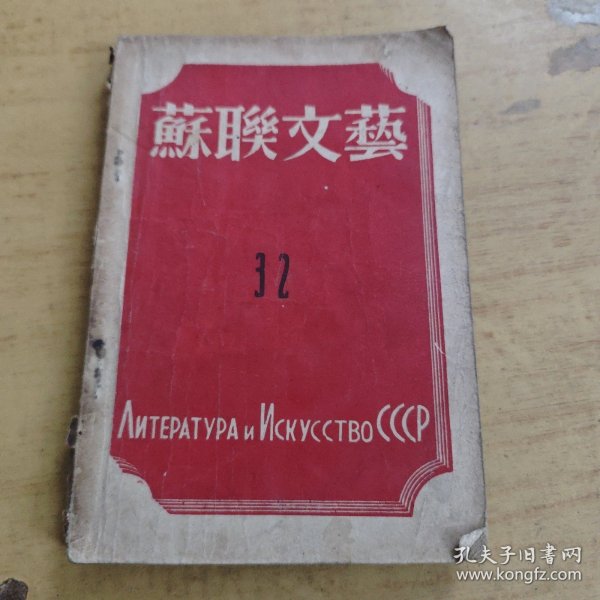 蘇聯文藝
32
ЛИТЕРАТУРА и ИСКУССТВО СССР
孔夫子旧书网
www.kongfz.com